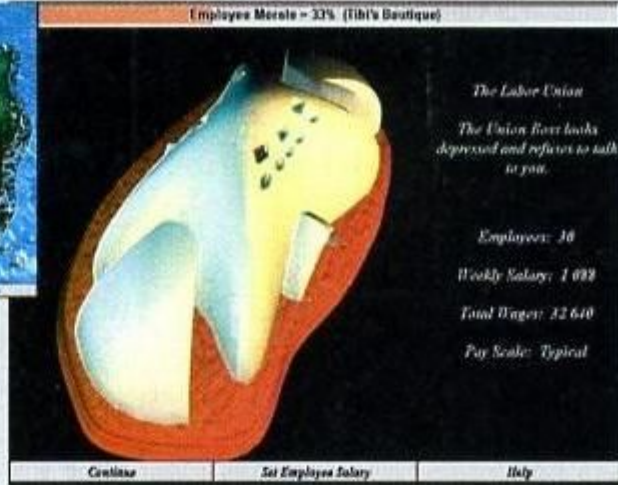 Employee Morale = 33% (Tibi's Boutique)
The Labor Union
The Union Boss looks
depressed and refuses to talk
to you.
Employees: 30
Weekly Salary: 1 088
Total Wages: 32 640
Pay Scale: Typical
Continue
Set Employee Salary
Help